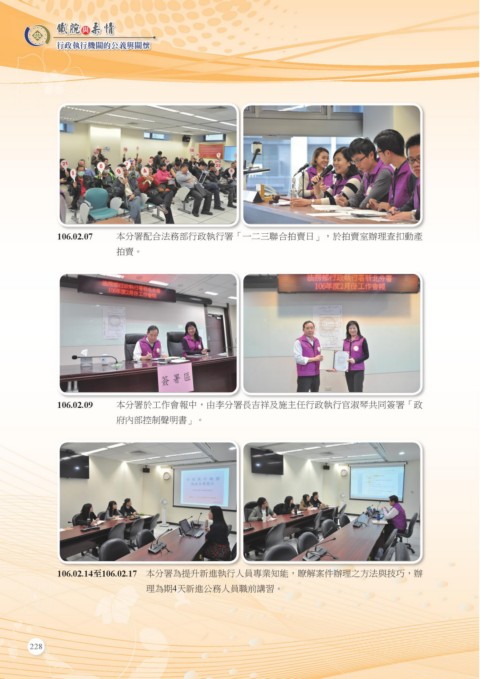 鐵腕與柔情
行政執行機關的公義與關懷
106.02.07 本分署配合法務部行政執行署「一二三聯合拍賣日」，於拍賣室辦理查扣動產
拍賣。
簽署區
106.02.09 本分署於工作會報中，由李分署長吉祥及施主任行政執行官淑琴共同簽署「政
府內部控制聲明書」。
106.02.14至106.02.17 本分署為提升新進執行人員專業知能，瞭解案件辦理之方法與技巧，辦
理為期4天新進公務人員職前講習。
228